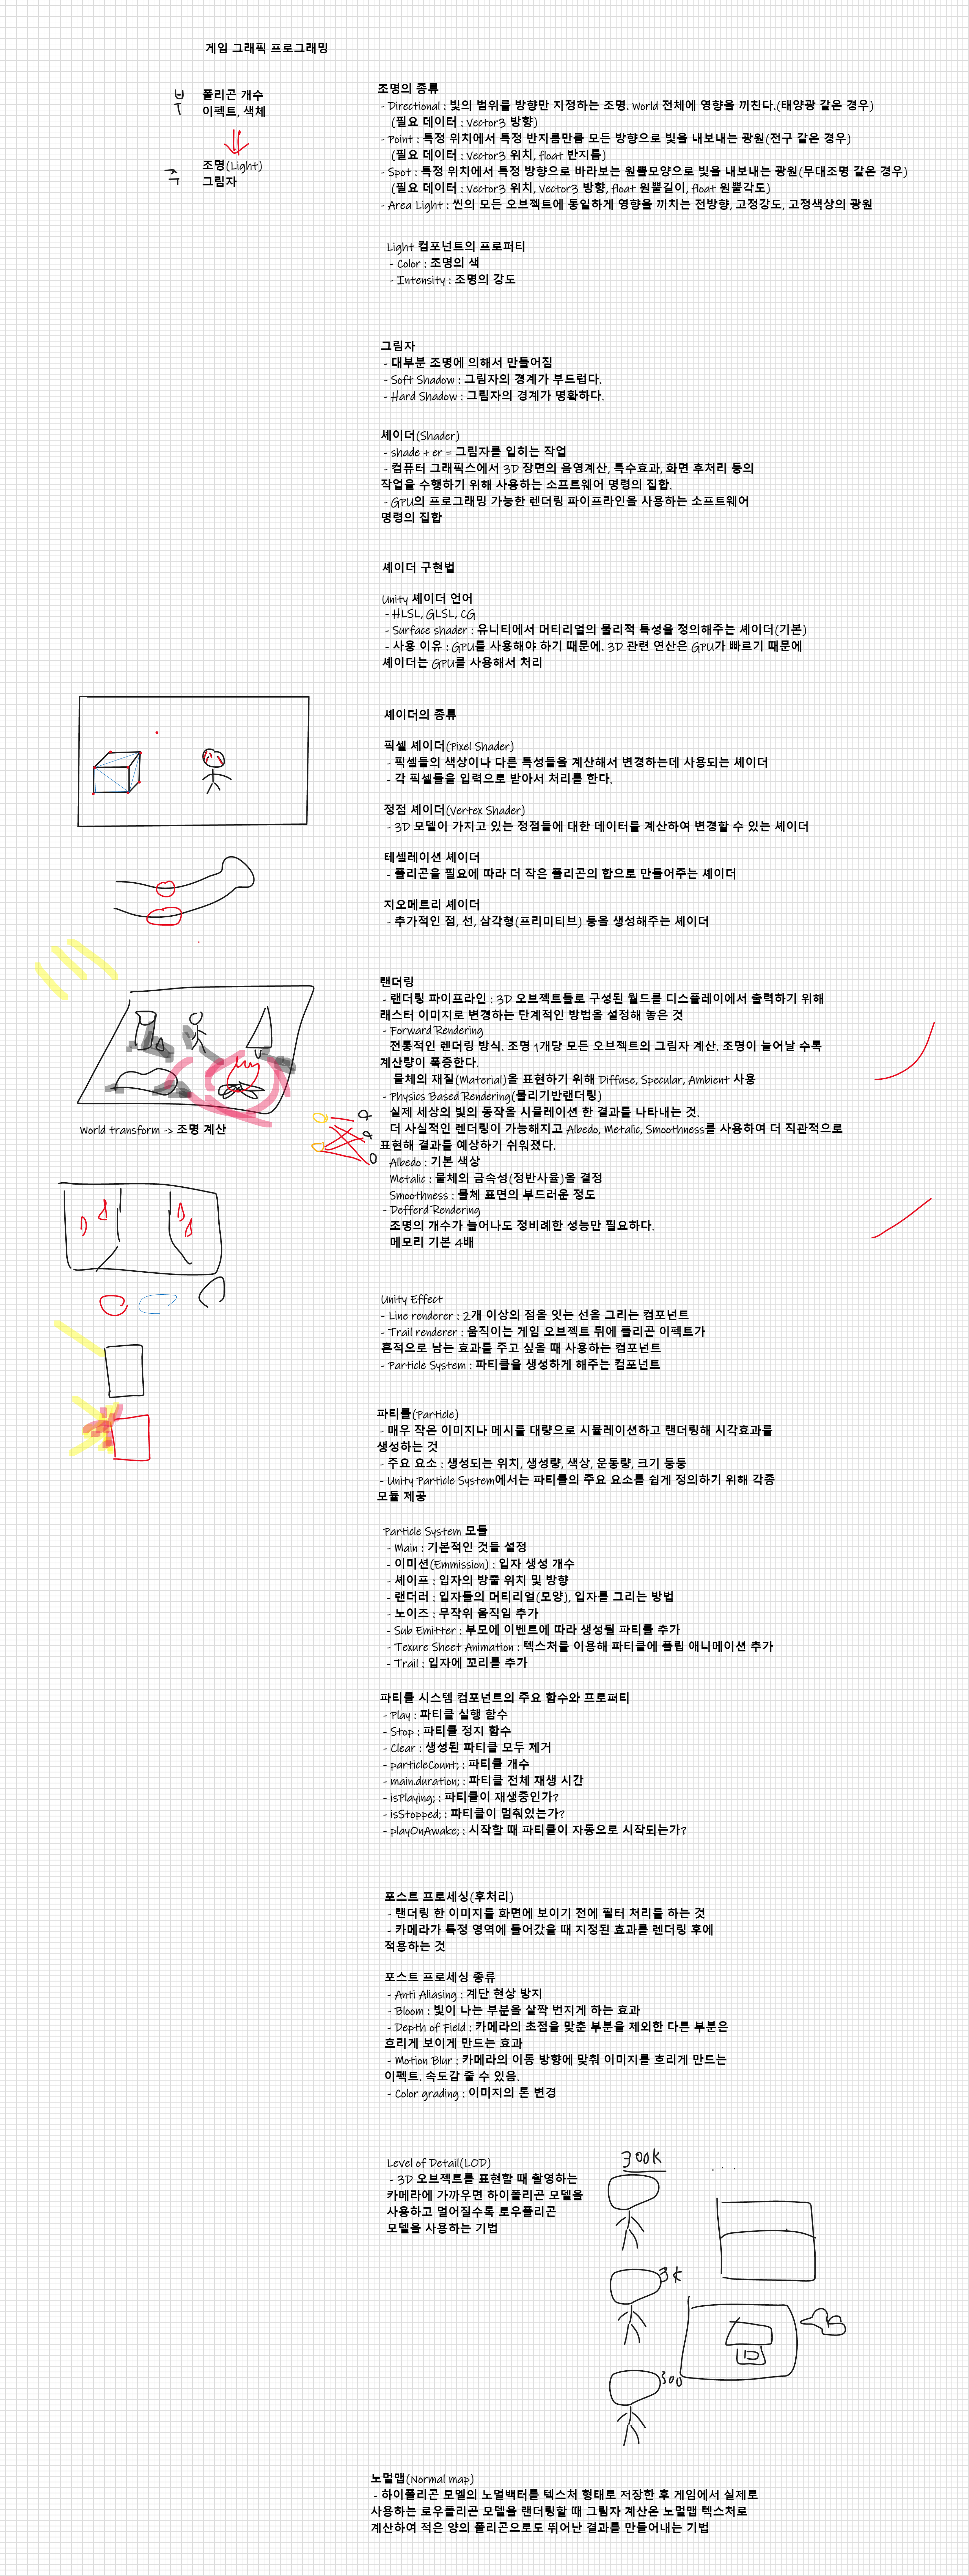 게임 그래픽 프로그래밍
부
폴리곤 개수
이펙트, 색체
주
조명(Light)
그림자
조명의 종류
- Directional : 빛의 범위를 방향만 지정하는 조명. World 전체에 영향을 끼친다.(태양광 같은 경우)
(필요 데이터 : Vector3 방향)
- Point : 특정 위치에서 특정 반지름만큼 모든 방향으로 빛을 내보내는 광원(전구 같은 경우)
(필요 데이터 : Vector3 위치, float 반지름)
- Spot : 특정 위치에서 특정 방향으로 바라보는 원뿔모양으로 빛을 내보내는 광원(무대조명 같은 경우)
(필요 데이터 : Vector3 위치, Vector3 방향, float 원뿔길이, float 원뿔각도)
- Area Light : 씬의 모든 오브젝트에 동일하게 영향을 끼치는 전방향, 고정강도, 고정색상의 광원
Light 컴포넌트의 프로퍼티
- Color : 조명의 색
- Intensity : 조명의 강도
그림자
- 대부분 조명에 의해서 만들어짐
- Soft Shadow : 그림자의 경계가 부드럽다.
- Hard Shadow : 그림자의 경계가 명확하다.
셰이더(Shader)
- shade + er = 그림자를 입히는 작업
- 컴퓨터 그래픽스에서 3D 장면의 음영계산, 특수효과, 화면 후처리 등의
작업을 수행하기 위해 사용하는 소프트웨어 명령의 집합.
- GPU의 프로그래밍 가능한 렌더링 파이프라인을 사용하는 소프트웨어
명령의 집합
셰이더 구현법
Unity 셰이더 언어
- HLSL, GLSL, CG
- Surface shader : 유니티에서 머티리얼의 물리적 특성을 정의해주는 셰이더(기본)
- 사용 이유 : GPU를 사용해야 하기 때문에. 3D 관련 연산은 GPU가 빠르기 때문에
셰이더는 GPU를 사용해서 처리
셰이더의 종류
픽셀 셰이더(Pixel Shader)
- 픽셀들의 색상이나 다른 특성들을 계산해서 변경하는데 사용되는 셰이더
- 각 픽셀들을 입력으로 받아서 처리를 한다.
정점 셰이더(Vertex Shader)
- 3D 모델이 가지고 있는 정점들에 대한 데이터를 계산하여 변경할 수 있는 셰이더
테셀레이션 셰이더
- 폴리곤을 필요에 따라 더 작은 폴리곤의 합으로 만들어주는 셰이더
지오메트리 셰이더
- 추가적인 점, 선, 삼각형(프리미티브) 등을 생성해주는 셰이더
랜더링
- 랜더링 파이프라인 : 3D 오브젝트들로 구성된 월드를 디스플레이에서 출력하기 위해
래스터 이미지로 변경하는 단계적인 방법을 설정해 놓은 것
- Forward Rendering
전통적인 렌더링 방식. 조명 1개당 모든 오브젝트의 그림자 계산. 조명이 늘어날 수록
계산량이 폭증한다.
물체의 재질(Material)을 표현하기 위해 Diffuse, Specular, Ambient 사용
- Physics Based Rendering(물리기반랜더링)
실제 세상의 빛의 동작을 시뮬레이션 한 결과를 나타내는 것.
더 사실적인 렌더링이 가능해지고 Albedo, Metalic, Smoothness를 사용하여 더 직관적으로
표현해 결과를 예상하기 쉬워졌다.
Albedo : 기본 색상
Metalic : 물체의 금속성(정반사율)을 결정
Smoothness : 물체 표면의 부드러운 정도
- Defferd Rendering
조명의 개수가 늘어나도 정비례한 성능만 필요하다.
메모리 기본 4배
World transform -> 조명 계산
Unity Effect
- Line renderer : 2개 이상의 점을 잇는 선을 그리는 컴포넌트
- Trail renderer : 움직이는 게임 오브젝트 뒤에 폴리곤 이펙트가
흔적으로 남는 효과를 주고 싶을 때 사용하는 컴포넌트
- Particle System : 파티클을 생성하게 해주는 컴포넌트
파티클(Particle)
- 매우 작은 이미지나 메시를 대량으로 시뮬레이션하고 랜더링해 시각효과를
생성하는 것
- 주요 요소 : 생성되는 위치, 생성량, 색상, 운동량, 크기 등등
- Unity Particle System에서는 파티클의 주요 요소를 쉽게 정의하기 위해 각종
모듈 제공
Particle System 모듈
- Main : 기본적인 것들 설정
- 이미션(Emmission) : 입자 생성 개수
- 셰이프 : 입자의 방출 위치 및 방향
- 랜더러 : 입자들의 머티리얼(모양), 입자를 그리는 방법
- 노이즈 : 무작위 움직임 추가
- Sub Emitter : 부모에 이벤트에 따라 생성될 파티클 추가
- Texure Sheet Animation : 텍스처를 이용해 파티클에 플립 애니메이션 추가
- Trail : 입자에 꼬리를 추가
파티클 시스템 컴포넌트의 주요 함수와 프로퍼티
- Play : 파티클 실행 함수
- Stop : 파티클 정지 함수
- Clear : 생성된 파티클 모두 제거
- particleCount; : 파티클 개수
- main.duration; : 파티클 전체 재생 시간
- isPlaying; : 파티클이 재생중인가?
- isStopped; : 파티클이 멈춰있는가?
- playOnAwake; : 시작할 때 파티클이 자동으로 시작되는가?
포스트 프로세싱(후처리)
- 랜더링 한 이미지를 화면에 보이기 전에 필터 처리를 하는 것
- 카메라가 특정 영역에 들어갔을 때 지정된 효과를 렌더링 후에
적용하는 것
포스트 프로세싱 종류
- Anti Aliasing : 계단 현상 방지
- Bloom : 빛이 나는 부분을 살짝 번지게 하는 효과
- Depth of Field : 카메라의 초점을 맞춘 부분을 제외한 다른 부분은
흐리게 보이게 만드는 효과
- Motion Blur : 카메라의 이동 방향에 맞춰 이미지를 흐리게 만드는
이펙트. 속도감 줄 수 있음.
- Color grading : 이미지의 톤 변경
Level of Detail(LOD)
- 3D 오브젝트를 표현할 때 촬영하는
카메라에 가까우면 하이폴리곤 모델을
사용하고 멀어질수록 로우폴리곤
모델을 사용하는 기법
300K
3K
300
노멀맵(Normal map)
- 하이폴리곤 모델의 노멀백터를 텍스처 형태로 저장한 후 게임에서 실제로
사용하는 로우폴리곤 모델을 랜더링할 때 그림자 계산은 노멀맵 텍스처로
계산하여 적은 양의 폴리곤으로도 뛰어난 결과를 만들어내는 기법